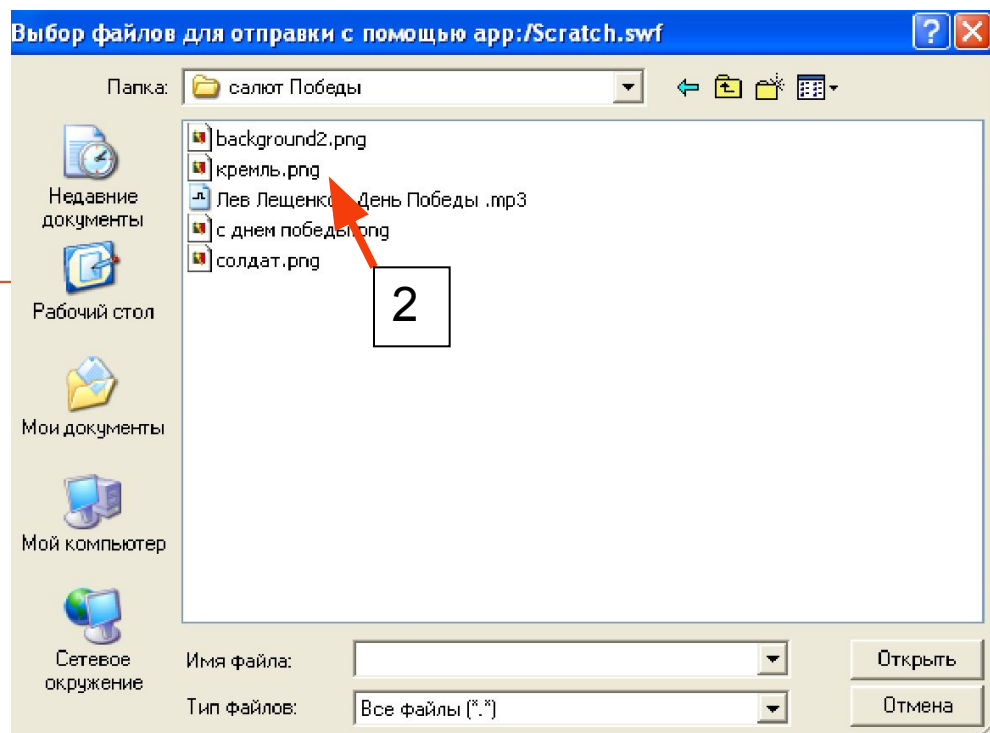 Выбор файлов для отправки с помощью app:/Scratch.swf
Папка: салют Победы
background2.png
кремль.png
Лев Лещенко День Победы .mp3
с днем победы.png
солдат.png
2
Недавние
документы
Рабочий стол
Мои документы
Мой компьютер
Сетевое
окружение
Имя файла:
Открыть
Тип файлов: Все файлы (*.*)
Отмена